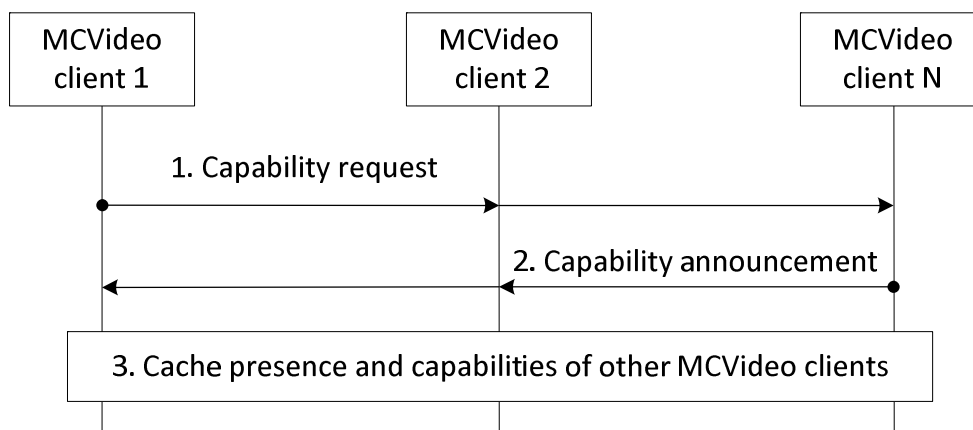 MCVideo
client 1
MCVideo
client 2
MCVideo
client N
1. Capability request
2. Capability announcement
3. Cache presence and capabilities of other MCVideo clients